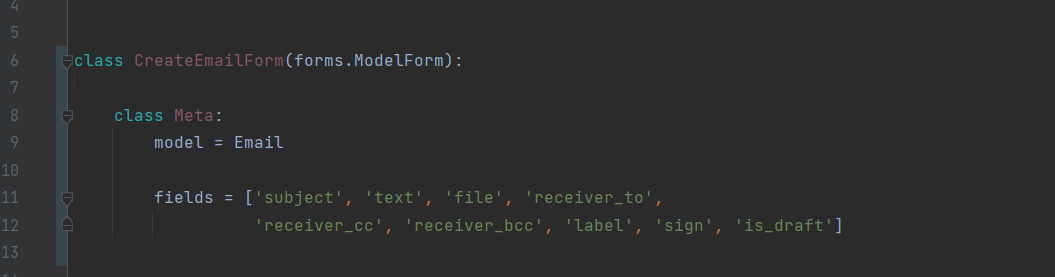 4
5
6 class CreateEmailForm(forms.ModelForm):
7
8 class Meta:
9 model = Email
10
11 fields = ['subject', 'text', 'file', 'receiver_to',
12 'receiver_cc', 'receiver_bcc', 'label', 'sign', 'is_draft']
13